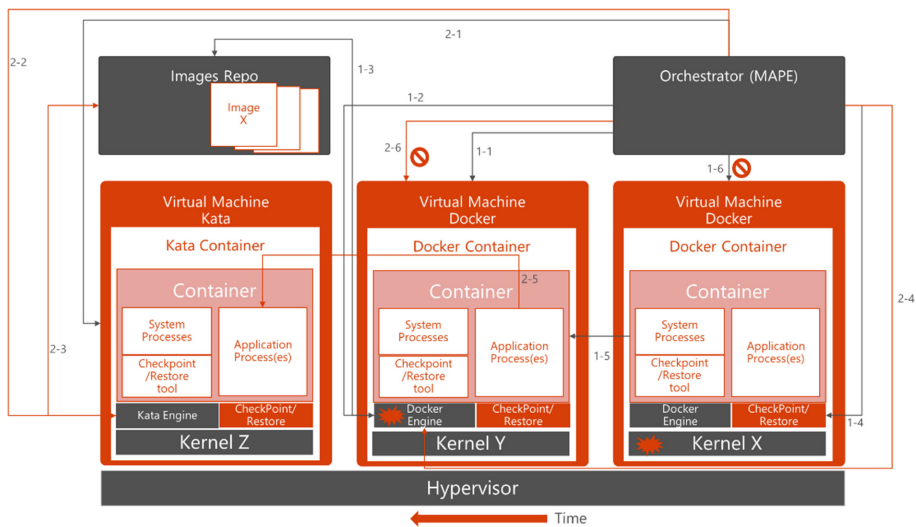 2-1
2-2
1-3
Images Repo
Image
X
1-2
Orchestrator (MAPE)
2-6
1-1
1-6
Virtual Machine
Kata
Kata Container
Container
System
Processes
Checkpoint
/Restore
tool
Application
Process(es)
Kata Engine
CheckPoint/
Restore
Kernel Z
2-3
Virtual Machine
Docker
Docker Container
2-5
Container
System
Processes
Checkpoint
/Restore
tool
Application
Process(es)
Docker
Engine
CheckPoint/
Restore
Kernel Y
1-5
Virtual Machine
Docker
Docker Container
Container
System
Processes
Checkpoint
/Restore
tool
Application
Process(es)
Docker
Engine
CheckPoint/
Restore
Kernel X
2-4
1-4
Hypervisor
Time